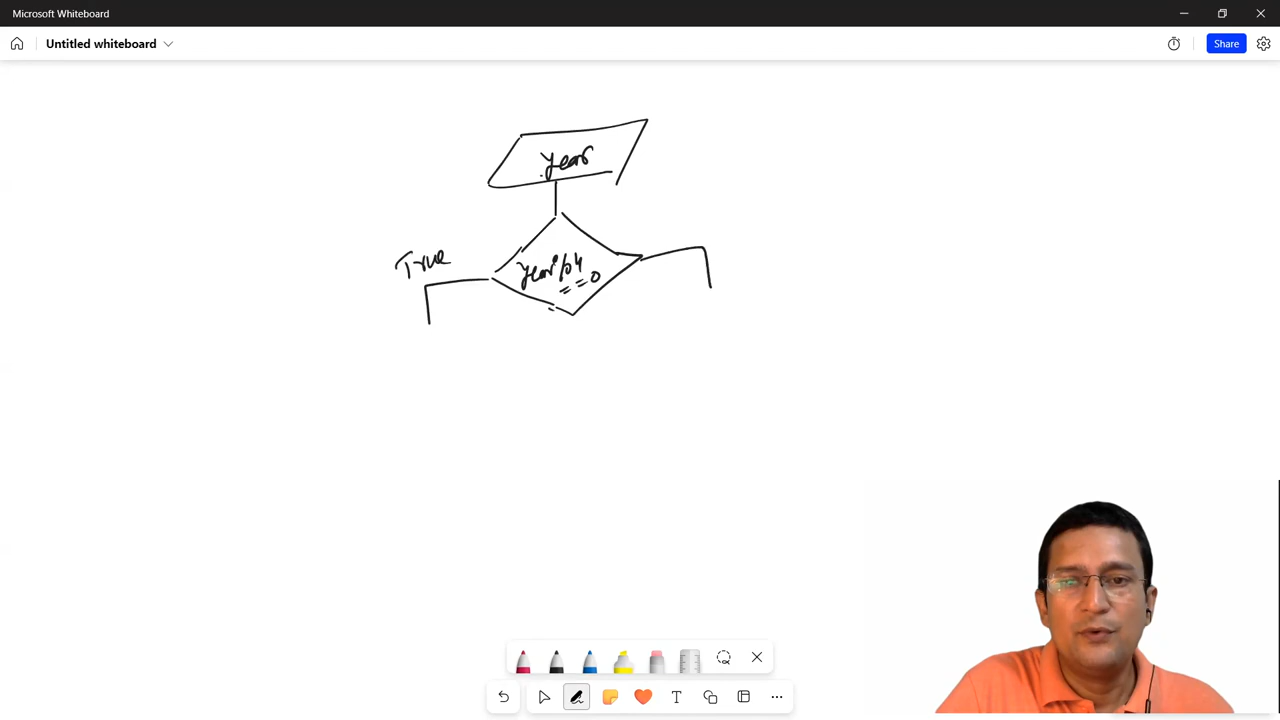 Microsoft Whiteboard
Untitled whiteboard
Share
year
True
year%4
==0